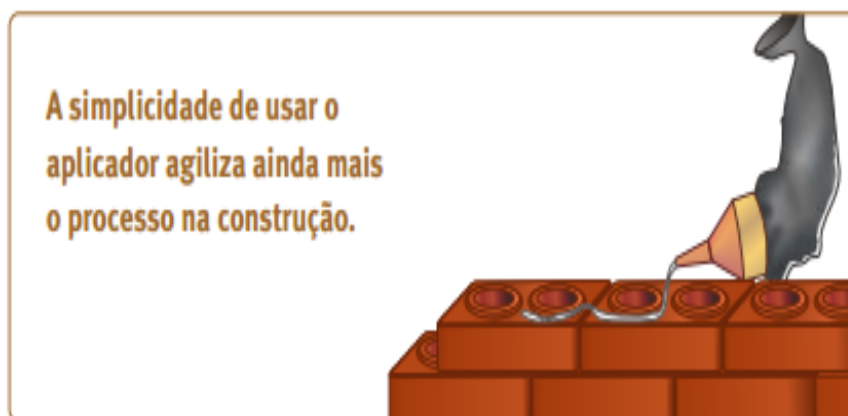 A simplicidade de usar o
aplicador agiliza ainda mais
o processo na construção.